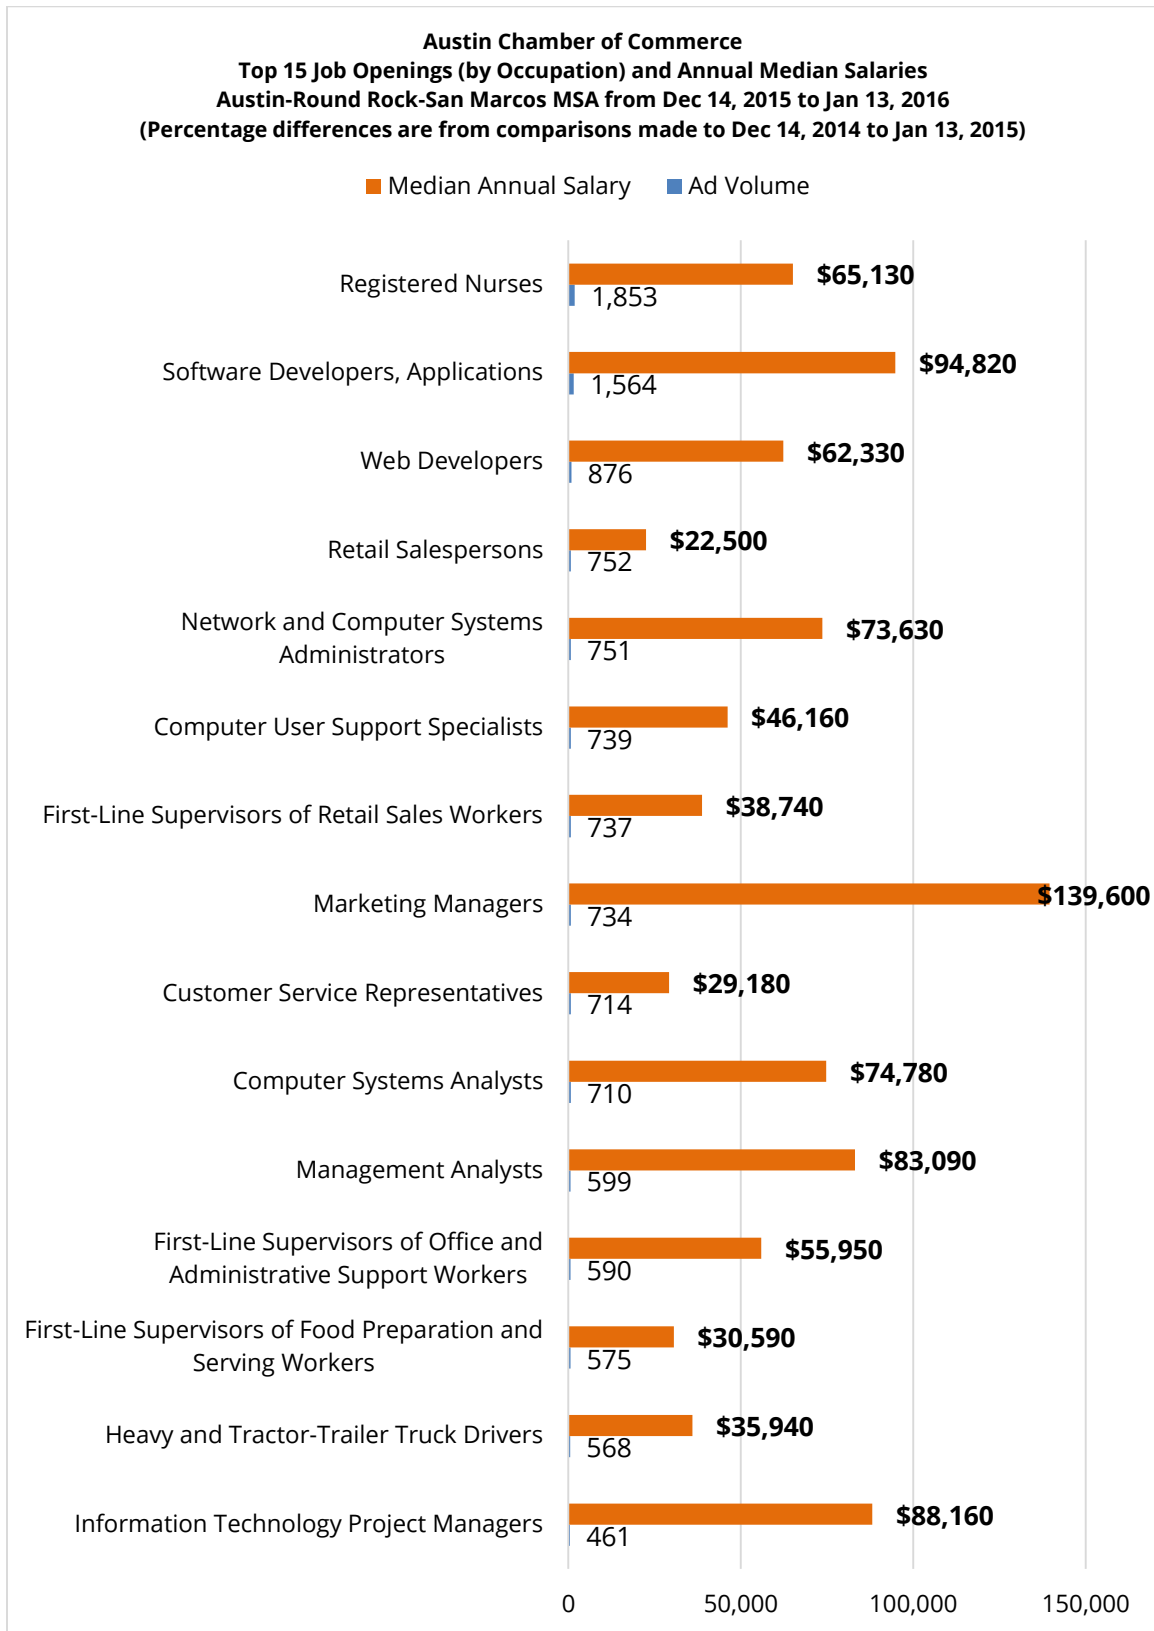 Austin Chamber of Commerce
Top 15 Job Openings (by Occupation) and Annual Median Salaries
Austin-Round Rock-San Marcos MSA from Dec 14, 2015 to Jan 13, 2016
(Percentage differences are from comparisons made to Dec 14, 2014 to Jan 13, 2015)
Median Annual Salary Ad Volume
Registered Nurses
$65,130
1,853
Software Developers, Applications
$94,820
1,564
Web Developers
$62,330
876
Retail Salespersons
$22,500
752
Network and Computer Systems
Administrators
$73,630
751
Computer User Support Specialists
$46,160
739
First-Line Supervisors of Retail Sales Workers
$38,740
737
Marketing Managers
$139,600
734
Customer Service Representatives
$29,180
714
Computer Systems Analysts
$74,780
710
Management Analysts
$83,090
599
First-Line Supervisors of Office and
Administrative Support Workers
$55,950
590
First-Line Supervisors of Food Preparation and
Serving Workers
$30,590
575
Heavy and Tractor-Trailer Truck Drivers
$35,940
568
Information Technology Project Managers
$88,160
461
0 50,000 100,000 150,000